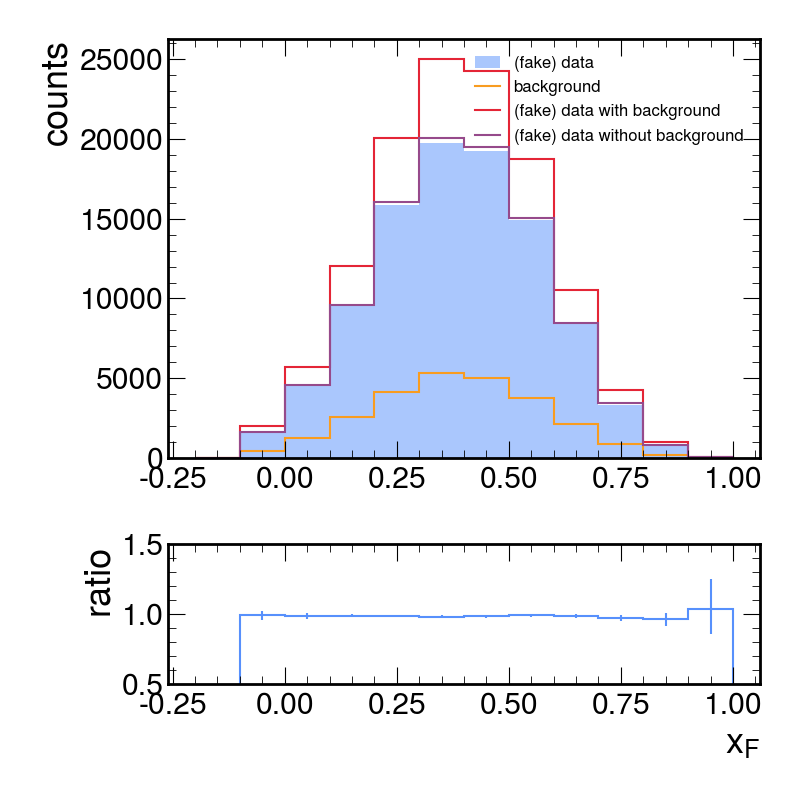 counts
25000
20000
15000
10000
5000
0
(fake) data
background
(fake) data with background
(fake) data without background
-0.25 0.00 0.25 0.50 0.75 1.00
ratio
1.5
1.0
0.5
-0.25 0.00 0.25 0.50 0.75 1.00
x_F